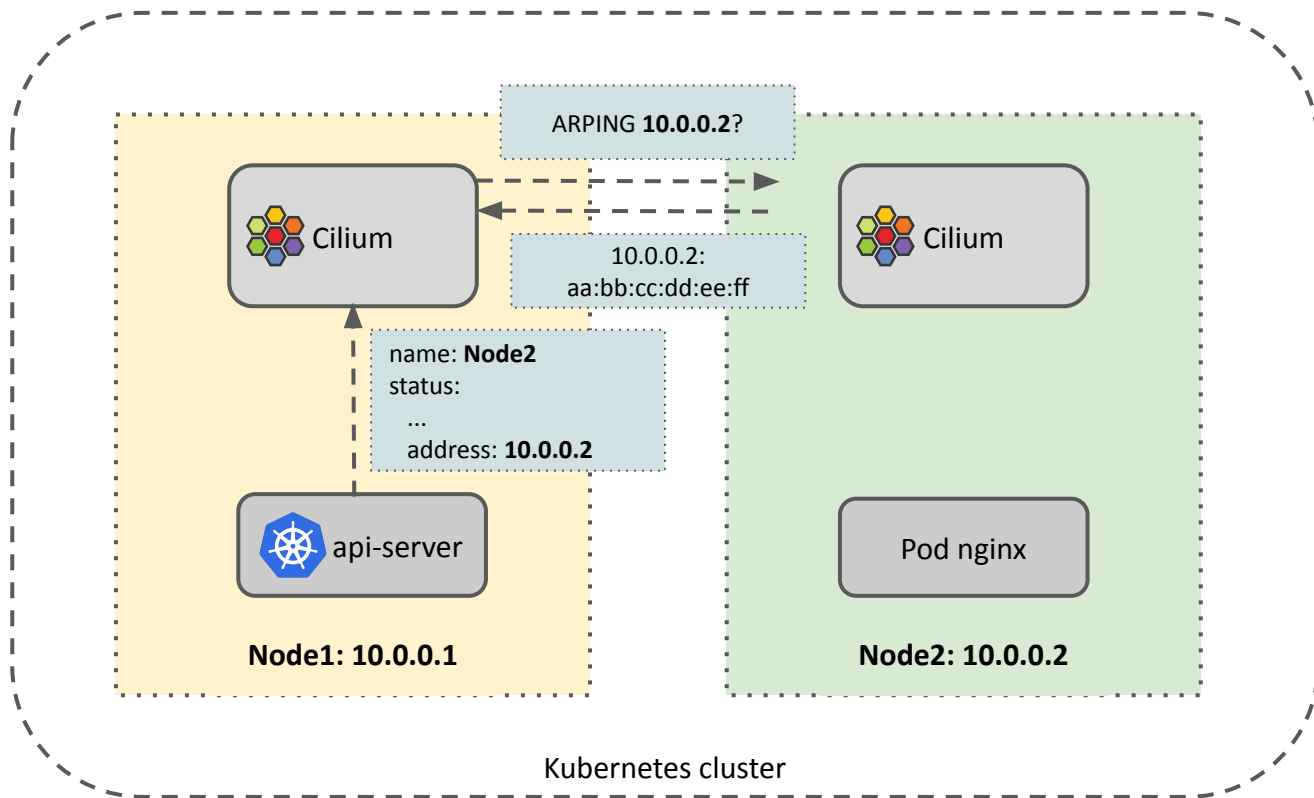 ARPING 10.0.0.2?
Cilium
Cilium
10.0.0.2:
aa:bb:cc:dd:ee:ff
name: Node2
status:
...
address: 10.0.0.2
api-server
Pod nginx
Node1: 10.0.0.1
Node2: 10.0.0.2
Kubernetes cluster